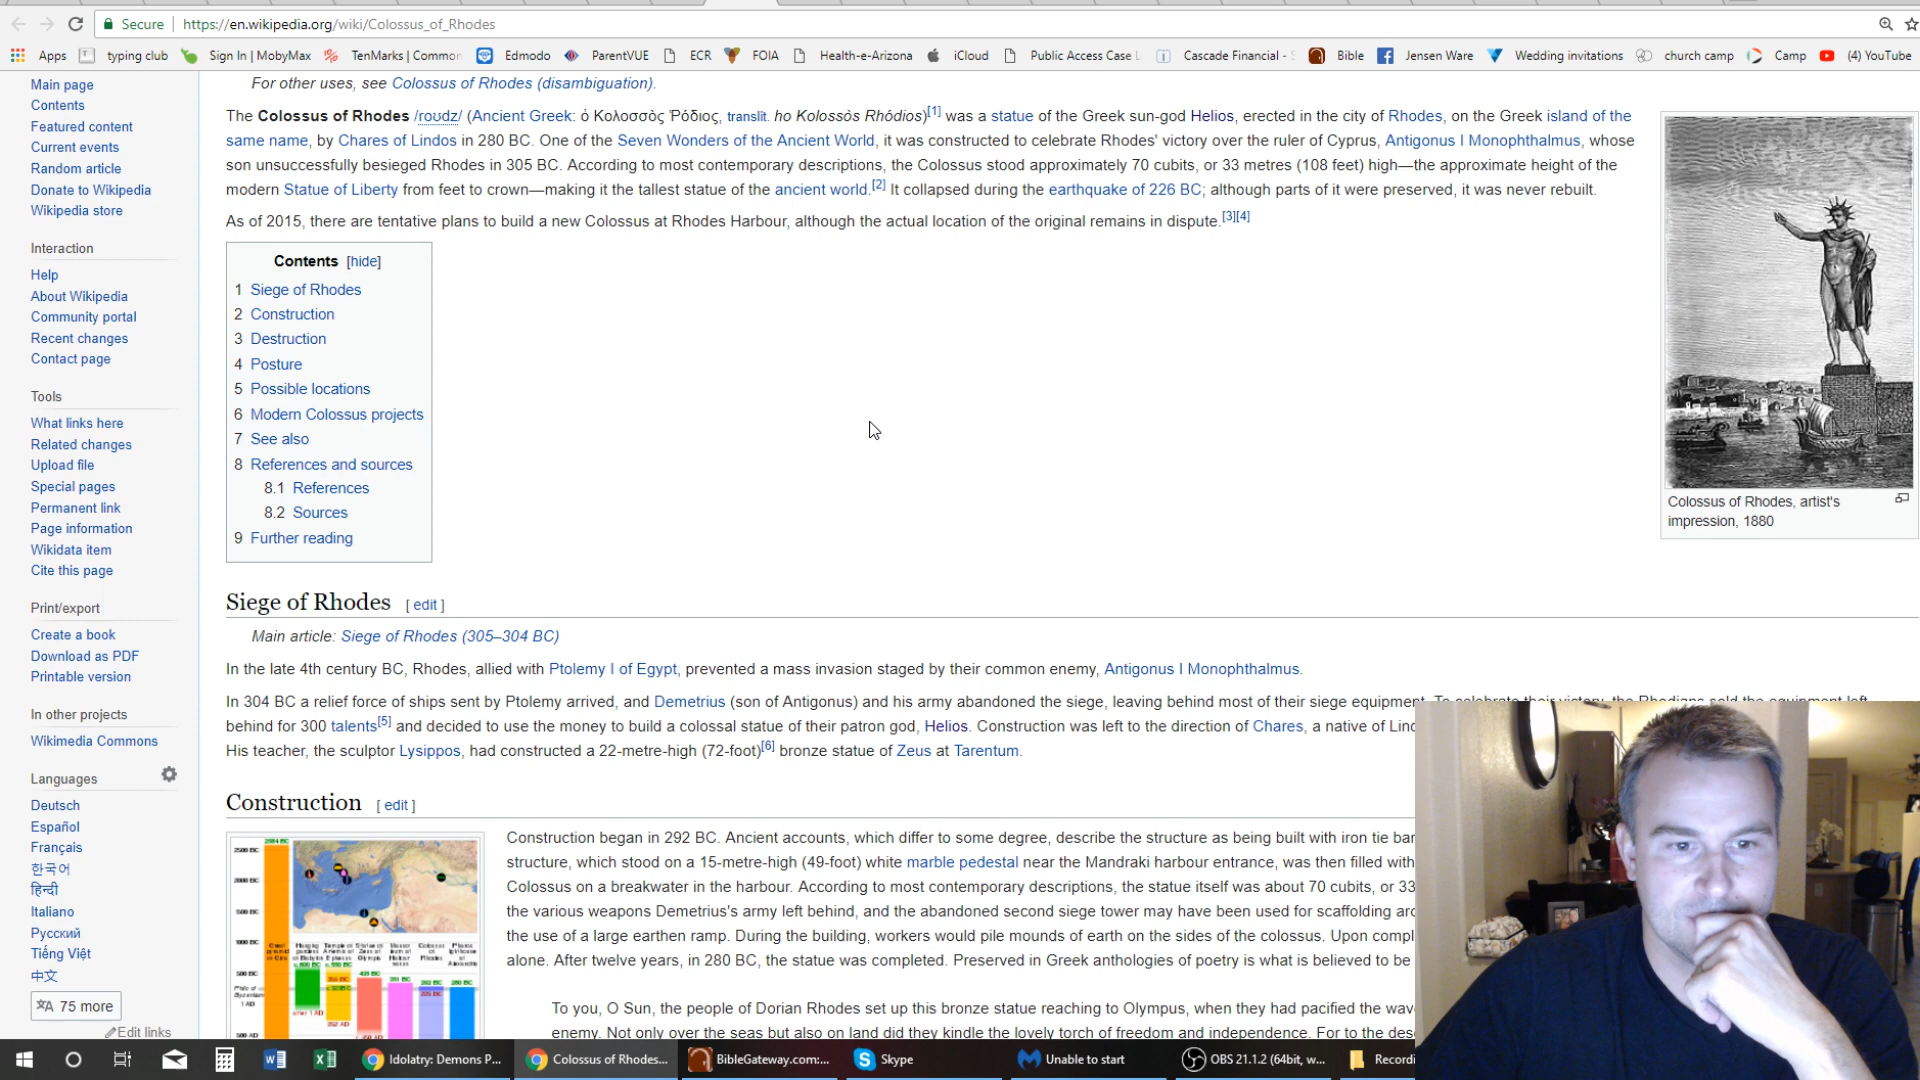 Secure https://en.wikipedia.org/wiki/Colossus_of_Rhodes
Apps typing club Sign In | MobyMax TenMarks | Common Edmodo ParentVUE ECR FOIA Health-e-Arizona iCloud Public Access Case L Cascade Financial - S Bible Jensen Ware Wedding invitations church camp Camp (4) YouTube
Main page
Contents
Featured content
Current events
Random article
Donate to Wikipedia
Wikipedia store
Interaction
Help
About Wikipedia
Community portal
Recent changes
Contact page
Tools
What links here
Related changes
Upload file
Special pages
Permanent link
Page information
Wikidata item
Cite this page
Print/export
Create a book
Download as PDF
Printable version
In other projects
Wikimedia Commons
Languages
Deutsch
Español
Français
한국어
हिन्दी
Italiano
Русский
Tiếng Việt
中文
75 more
Edit links
For other uses, see Colossus of Rhodes (disambiguation).
The Colossus of Rhodes /roʊdz/ (Ancient Greek: ὁ Κολοσσὸς Ῥόδιος, translit. ho Kolossòs Rhódios)[1] was a statue of the Greek sun-god Helios, erected in the city of Rhodes, on the Greek island of the
same name, by Chares of Lindos in 280 BC. One of the Seven Wonders of the Ancient World, it was constructed to celebrate Rhodes' victory over the ruler of Cyprus, Antigonus I Monophthalmus, whose
son unsuccessfully besieged Rhodes in 305 BC. According to most contemporary descriptions, the Colossus stood approximately 70 cubits, or 33 metres (108 feet) high—the approximate height of the
modern Statue of Liberty from feet to crown—making it the tallest statue of the ancient world.[2] It collapsed during the earthquake of 226 BC; although parts of it were preserved, it was never rebuilt.
As of 2015, there are tentative plans to build a new Colossus at Rhodes Harbour, although the actual location of the original remains in dispute.[3][4]
Contents [hide]
1 Siege of Rhodes
2 Construction
3 Destruction
4 Posture
5 Possible locations
6 Modern Colossus projects
7 See also
8 References and sources
8.1 References
8.2 Sources
9 Further reading
Colossus of Rhodes, artist's
impression, 1880
Siege of Rhodes [ edit ]
Main article: Siege of Rhodes (305–304 BC)
In the late 4th century BC, Rhodes, allied with Ptolemy I of Egypt, prevented a mass invasion staged by their common enemy, Antigonus I Monophthalmus.
In 304 BC a relief force of ships sent by Ptolemy arrived, and Demetrius (son of Antigonus) and his army abandoned the siege, leaving behind most of their siege equipment. To celebrate their victory, the Rhodians sold the equipment left
behind for 300 talents[5] and decided to use the money to build a colossal statue of their patron god, Helios. Construction was left to the direction of Chares, a native of Linc
His teacher, the sculptor Lysippos, had constructed a 22-metre-high (72-foot)[6] bronze statue of Zeus at Tarentum.
Construction [ edit ]
Construction began in 292 BC. Ancient accounts, which differ to some degree, describe the structure as being built with iron tie bar
structure, which stood on a 15-metre-high (49-foot) white marble pedestal near the Mandraki harbour entrance, was then filled with
Colossus on a breakwater in the harbour. According to most contemporary descriptions, the statue itself was about 70 cubits, or 33
the various weapons Demetrius's army left behind, and the abandoned second siege tower may have been used for scaffolding arc
the use of a large earthen ramp. During the building, workers would pile mounds of earth on the sides of the colossus. Upon compl
alone. After twelve years, in 280 BC, the statue was completed. Preserved in Greek anthologies of poetry is what is believed to be
To you, O Sun, the people of Dorian Rhodes set up this bronze statue reaching to Olympus, when they had pacified the wav
enemy. Not only over the seas but also on land did they kindle the lovely torch of freedom and independence. For to the desc
Idolatry: Demons P... Colossus of Rhodes... BibleGateway.com:... Skype Unable to start OBS 21.1.2 (64bit, w... Recordi